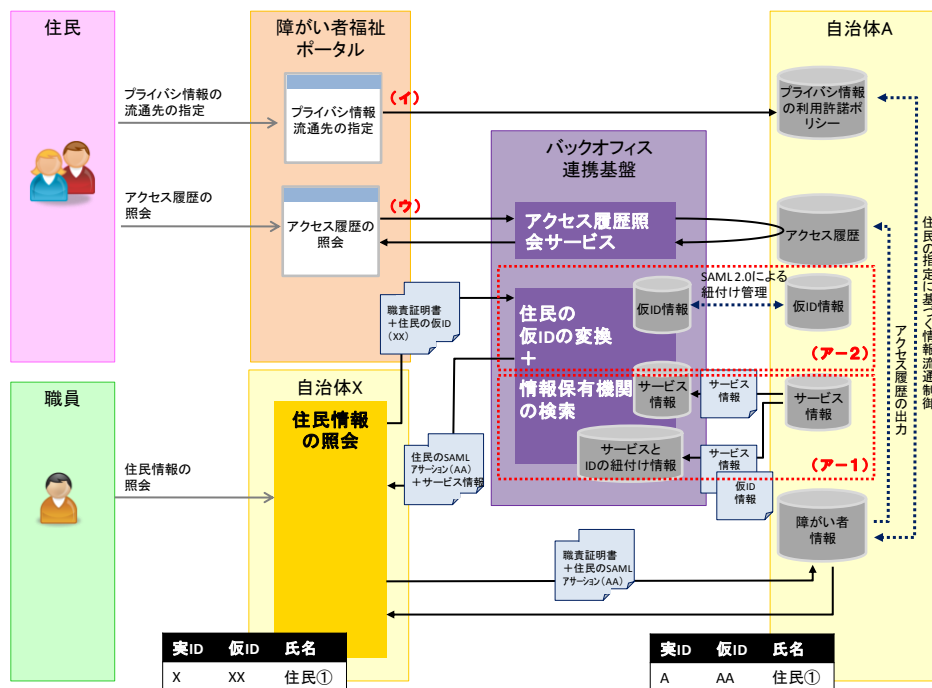 住民
障がい者福祉
ポータル
自治体A
プライバシ情報の
流通先の指定
(イ)
プライバシ情報
流通先の指定
プライバシ情報
の利用許諾ポ
リシー
バックオフィス
連携基盤
アクセス履歴の
照会
(ウ)
アクセス履歴の
照会
アクセス履歴照
会サービス
アクセス履歴
住民の指定に基づく情報流通制御
アクセス履歴の出力
SAML2.0による
紐付け管理
職責証明書
+住民の仮ID
(XX)
住民の
仮IDの変換
+
情報保有機関
の検索
仮ID情報
仮ID情報
(ア-2)
職員
自治体X
住民情報
の照会
サービス
情報
サービス
情報
サービス
情報
サービスと
IDの紐付け情報
サービス
情報
(ア-1)
仮ID
情報
住民のSAML
アサーション(AA)
+サービス情報
住民情報の
照会
障がい者
情報
職責証明書
+住民のSAML
アサーション(AA)
実ID 仮ID 氏名
X XX 住民①
実ID 仮ID 氏名
A AA 住民①